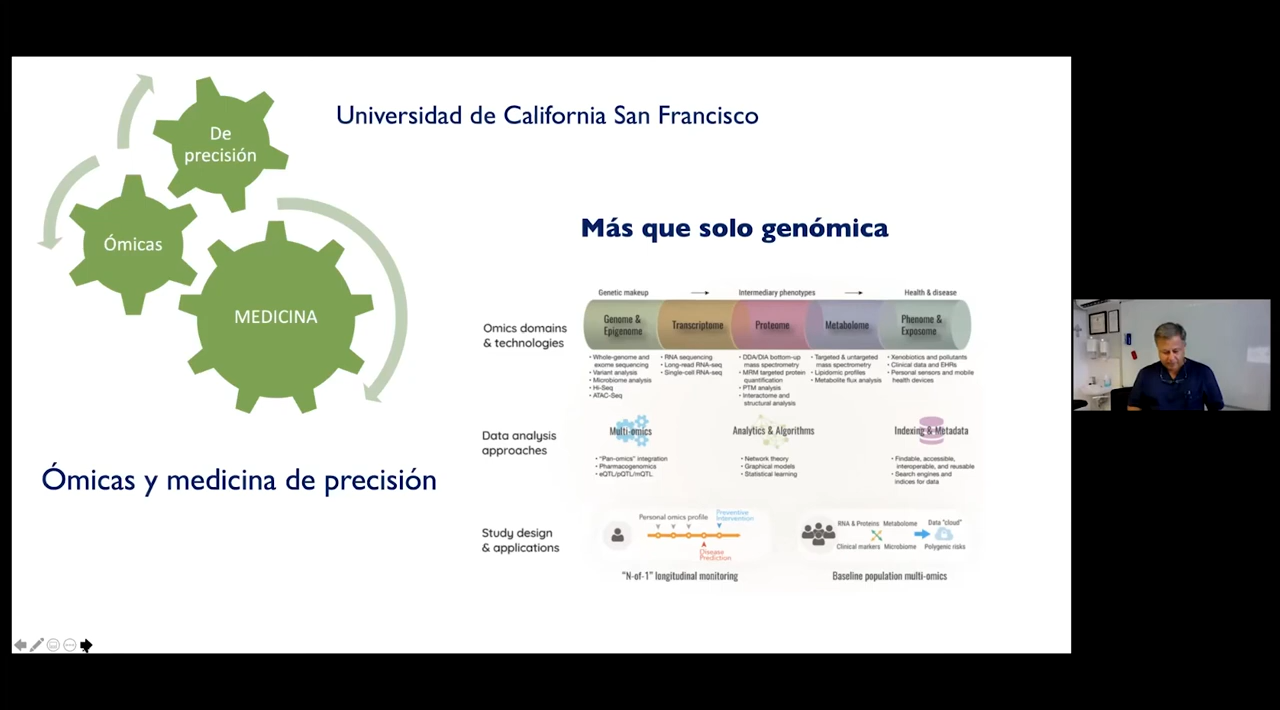 De
precisión
Ómicas
MEDICINA
Ómicas y medicina de precisión
Universidad de California San Francisco
Más que solo genómica
Genetic makeup
Intermediary phenotypes
Health & disease
Omics domains
& technologies
Genome &
Epigenome
• Whole-genome and
exome sequencing
• Variant analysis
• Microbiome analysis
• Hi-Seq
• ATAC-Seq
Transcriptome
• RNA sequencing
• Long-read RNA-seq
• Single-cell RNA-seq
Proteome
• DDA/DIA bottom-up
mass spectrometry
• MRM targeted protein
quantification
• PTM analysis
• Interactome and
structural analysis
Metabolome
• Targeted & untargeted
mass spectrometry
• Lipidomic profiles
• Metabolite flux analysis
Phenome &
Exposome
• Xenobiotics and pollutants
• Clinical data and EHRs
• Personal sensors and mobile
health devices
Data analysis
approaches
Multi-omics
• "Pan-omics" integration
• Pharmacogenomics
• eQTL/pQTL/mQTL
Analytics & Algorithms
• Network theory
• Graphical models
• Statistical learning
Indexing & Metadata
• Findable, accessible,
interoperable, and reusable
• Search engines and
indices for data
Study design
& applications
Personal omics profile
Preventive
Intervention
Disease
Prediction
"N-of-1" longitudinal monitoring
RNA & Proteins
Metabolome
Data "cloud"
Clinical markers
Microbiome
Polygenic risks
Baseline population multi-omics